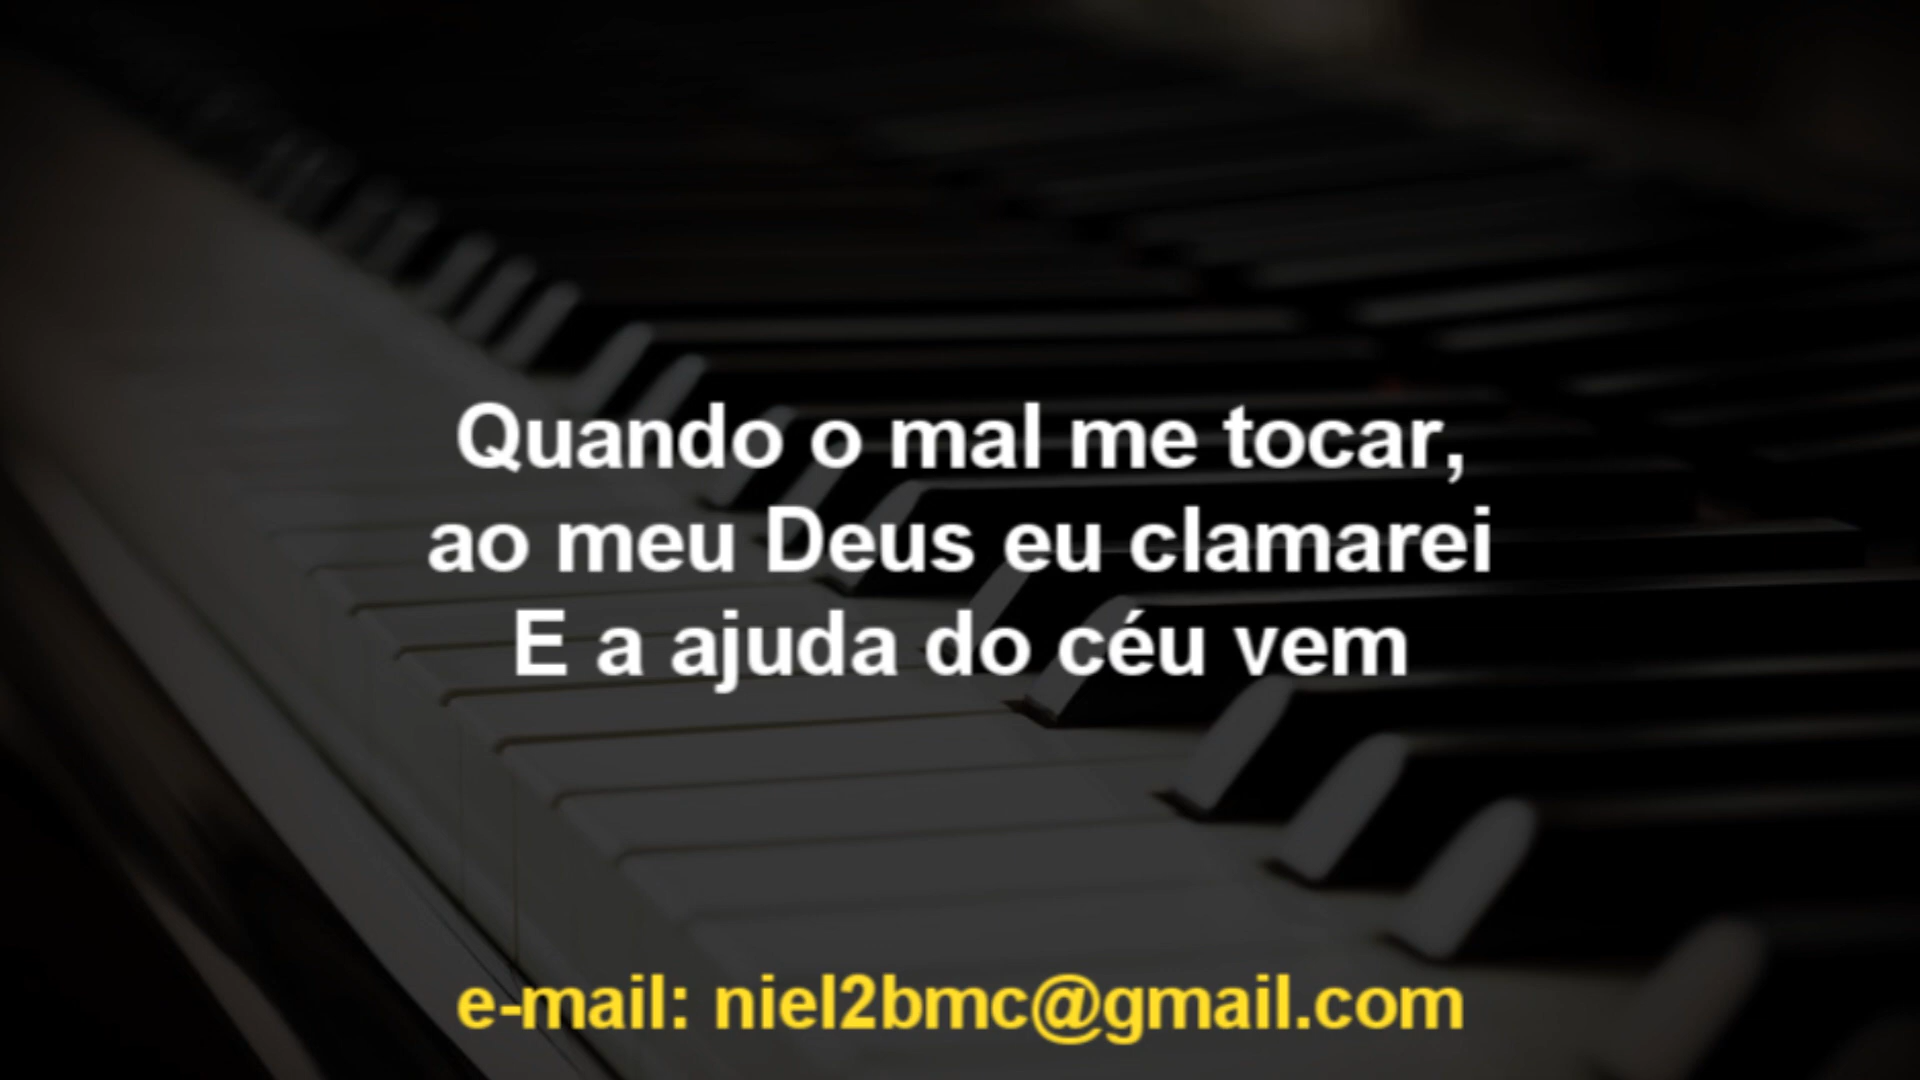 Quando o mal me tocar,
ao meu Deus eu clamarei
E a ajuda do céu vem
e-mail: niel2bmc@gmail.com